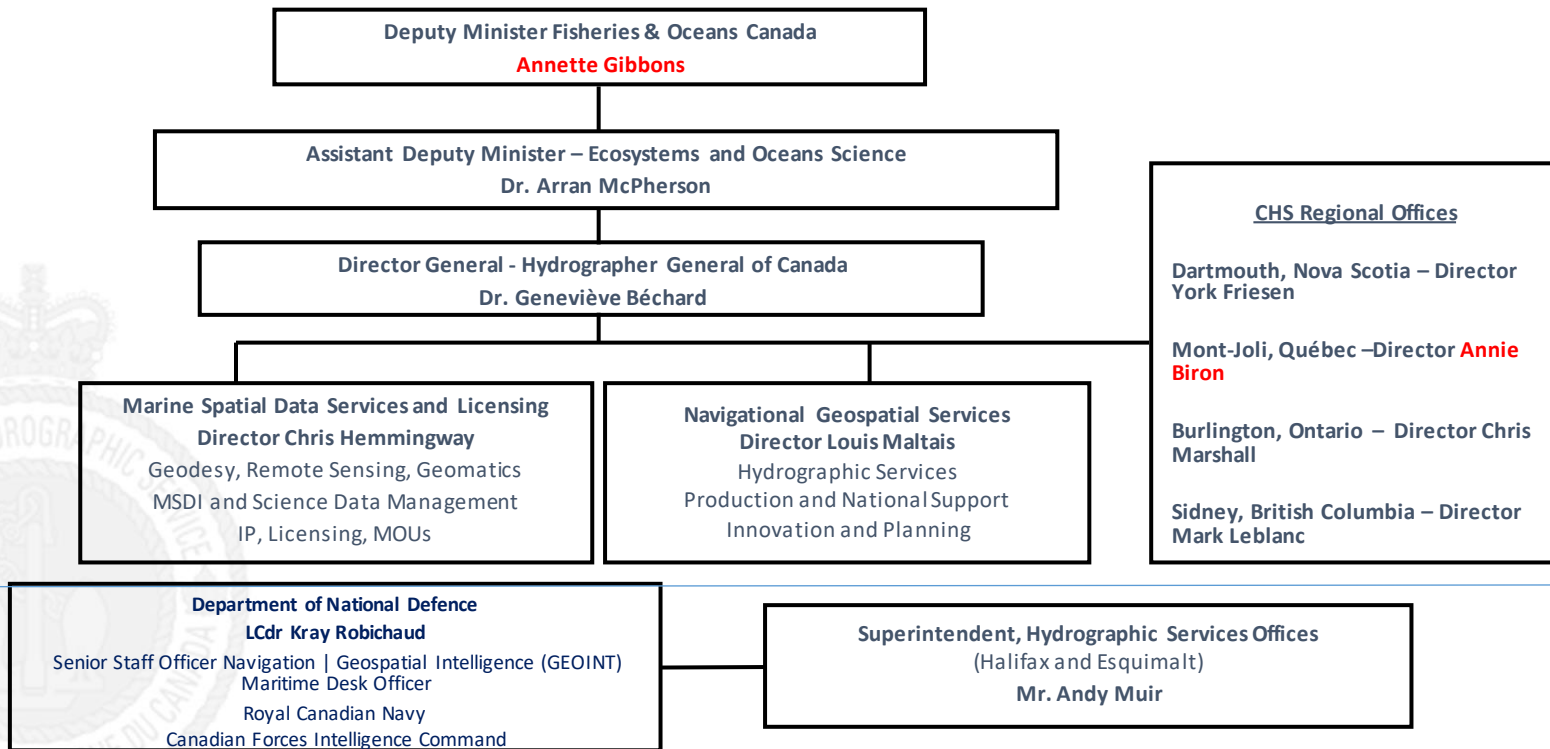 Deputy Minister Fisheries & Oceans Canada
Annette Gibbons
Assistant Deputy Minister – Ecosystems and Oceans Science
Dr. Arran McPherson
Director General - Hydrographer General of Canada
Dr. Geneviève Béchard
CHS Regional Offices
Dartmouth, Nova Scotia – Director
York Friesen
Mont-Joli, Québec –Director Annie
Biron
Burlington, Ontario – Director Chris
Marshall
Sidney, British Columbia – Director
Mark Leblanc
Marine Spatial Data Services and Licensing
Director Chris Hemmingway
Geodesy, Remote Sensing, Geomatics
MSDI and Science Data Management
IP, Licensing, MOUs
Navigational Geospatial Services
Director Louis Maltais
Hydrographic Services
Production and National Support
Innovation and Planning
Department of National Defence
LCdr Kray Robichaud
Senior Staff Officer Navigation | Geospatial Intelligence (GEOINT)
Maritime Desk Officer
Royal Canadian Navy
Canadian Forces Intelligence Command
Superintendent, Hydrographic Services Offices
(Halifax and Esquimalt)
Mr. Andy Muir